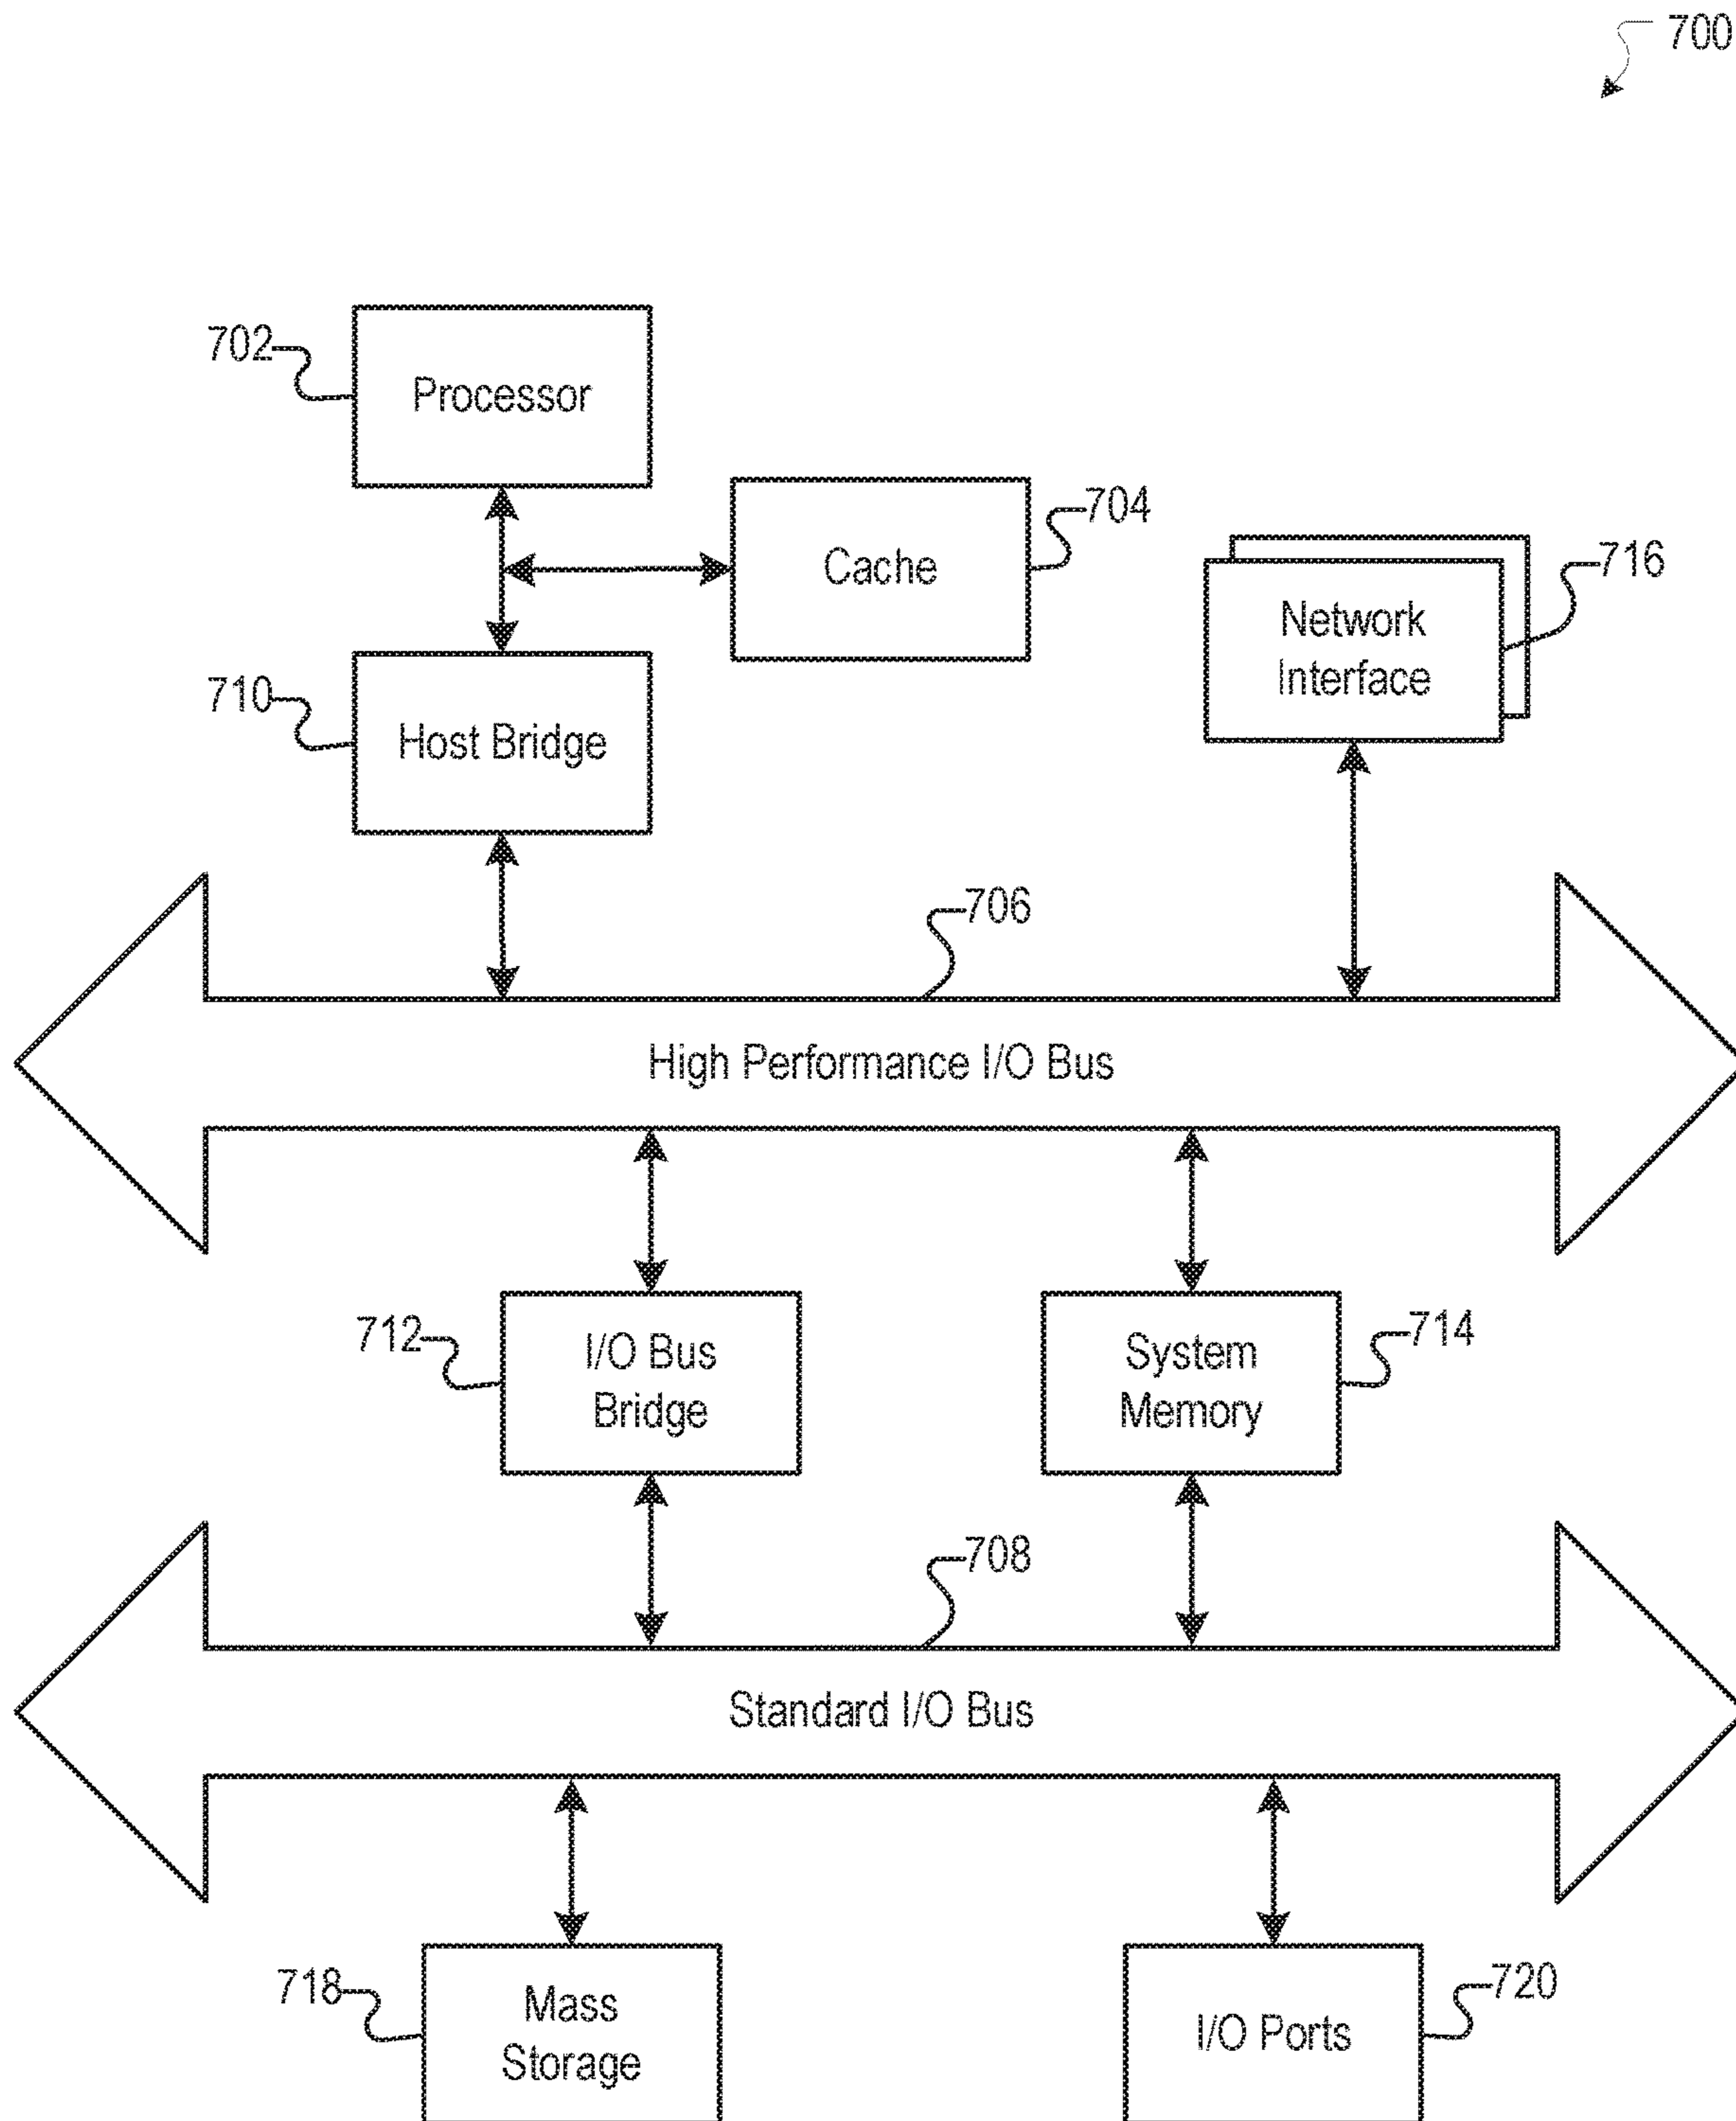 700
702
Processor
704
Cache
716
Network
Interface
710
Host Bridge
706
High Performance I/O Bus
712
I/O Bus
Bridge
System
Memory
714
708
Standard I/O Bus
718
Mass
Storage
I/O Ports
720